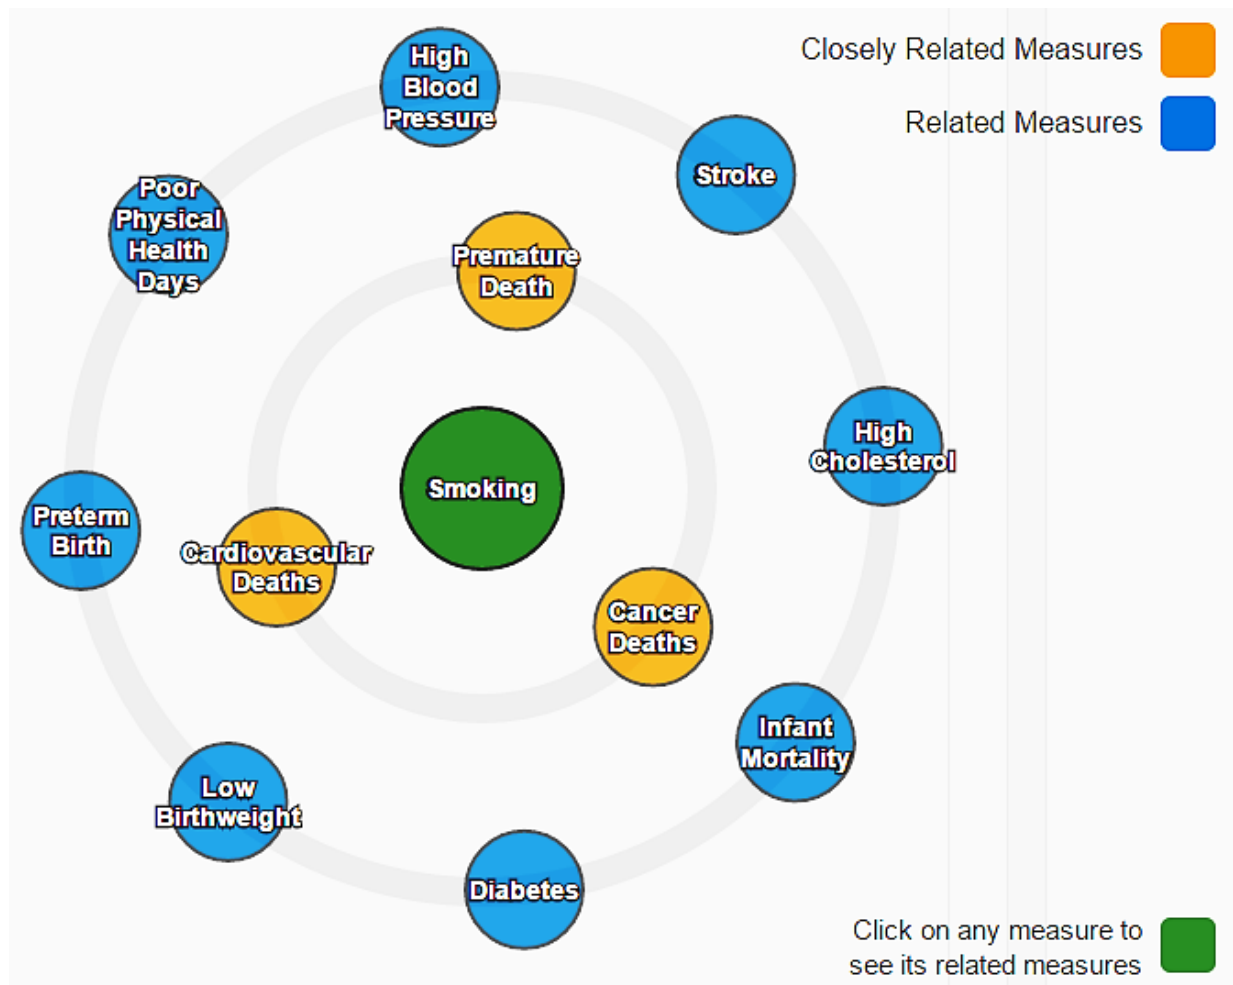 High
Blood
Pressure
Closely Related Measures
Related Measures
Stroke
Poor
Physical
Health
Days
Premature
Death
High
Cholesterol
Smoking
Preterm
Birth
Cardiovascular
Deaths
Cancer
Deaths
Infant
Mortality
Low
Birthweight
Diabetes
Click on any measure to
see its related measures